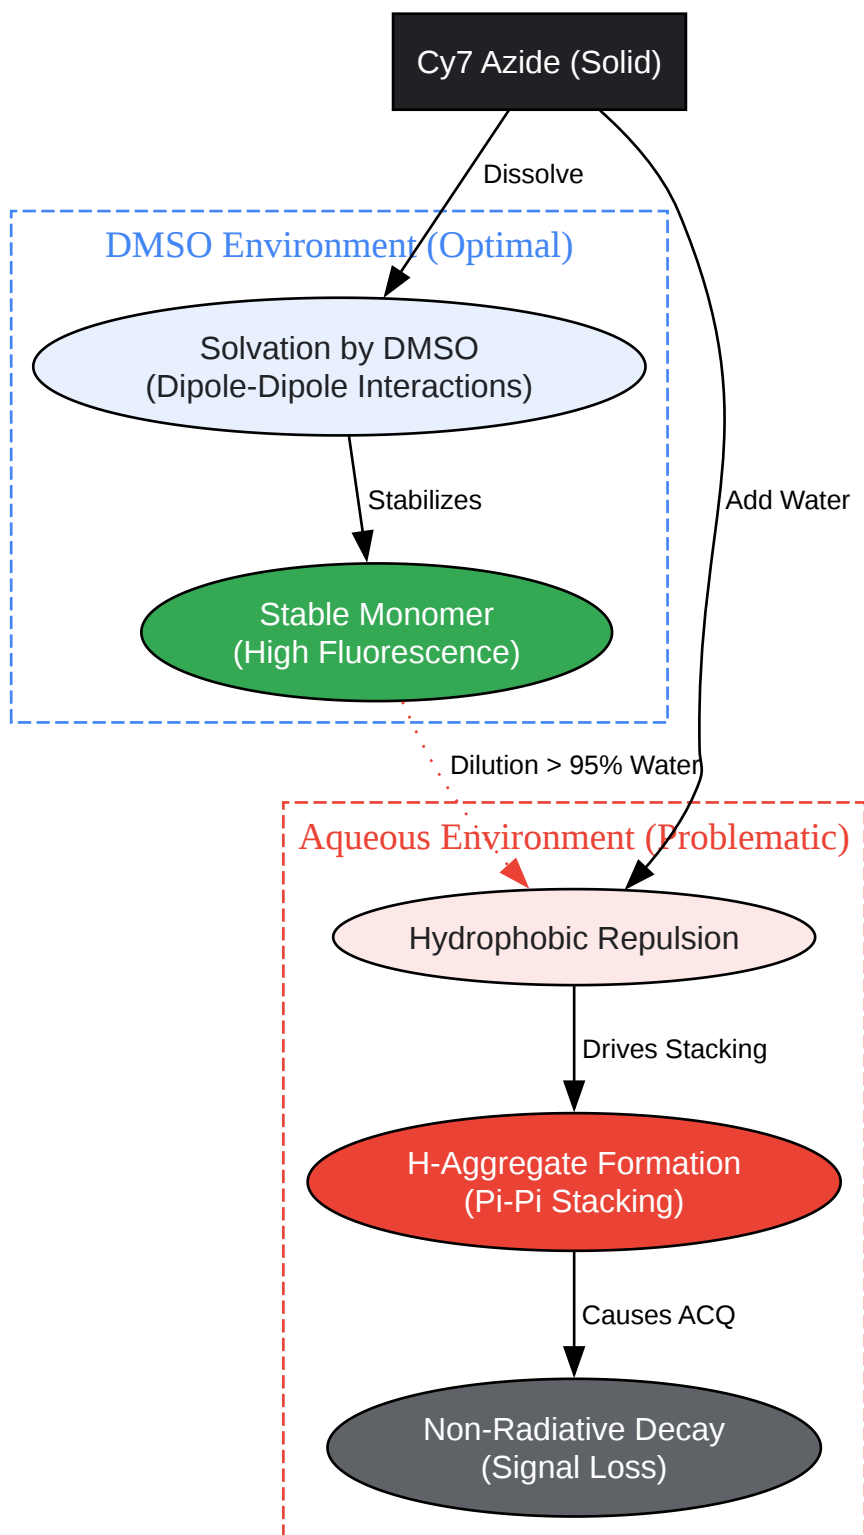 Cy7 Azide (Solid)
Dissolve
DMSO Environment (Optimal)
Solvation by DMSO
(Dipole-Dipole Interactions)
Stabilizes
Add Water
Stable Monomer
(High Fluorescence)
Dilution > 95% Water
Aqueous Environment (Problematic)
Hydrophobic Repulsion
Drives Stacking
H-Aggregate Formation
(Pi-Pi Stacking)
Causes ACQ
Non-Radiative Decay
(Signal Loss)